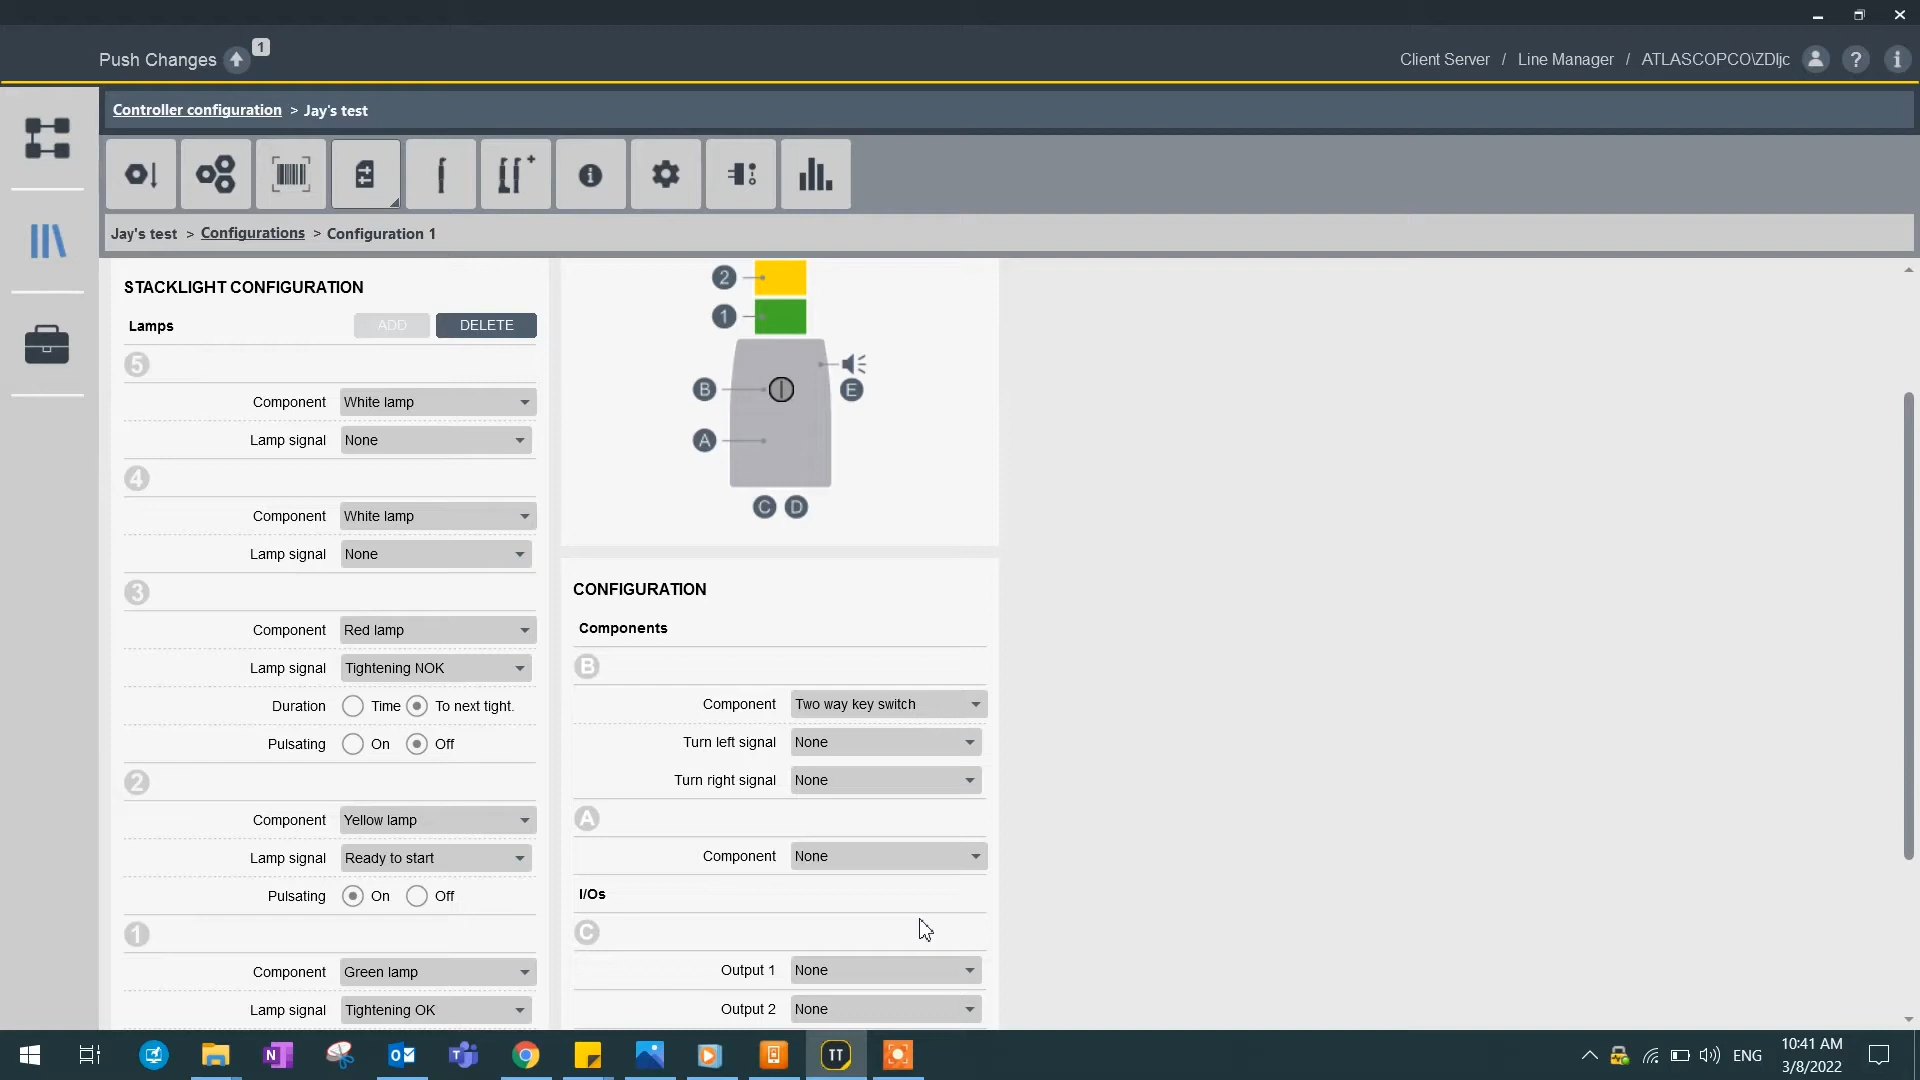 Push Changes 1
Client Server / Line Manager / ATLASCOPCO\ZDljc ? i
Controller configuration > Jay's test
Jay's test > Configurations > Configuration 1
STACKLIGHT CONFIGURATION
Lamps ADD DELETE
5
Component White lamp
Lamp signal None
4
Component White lamp
Lamp signal None
3
Component Red lamp
Lamp signal Tightening NOK
Duration Time To next tight.
Pulsating On Off
2
Component Yellow lamp
Lamp signal Ready to start
Pulsating On Off
1
Component Green lamp
Lamp signal Tightening OK
2
1
B E
A
C D
CONFIGURATION
Components
B
Component Two way key switch
Turn left signal None
Turn right signal None
A
Component None
I/Os
C
Output 1 None
Output 2 None
N TT ENG
10:41 AM
3/8/2022